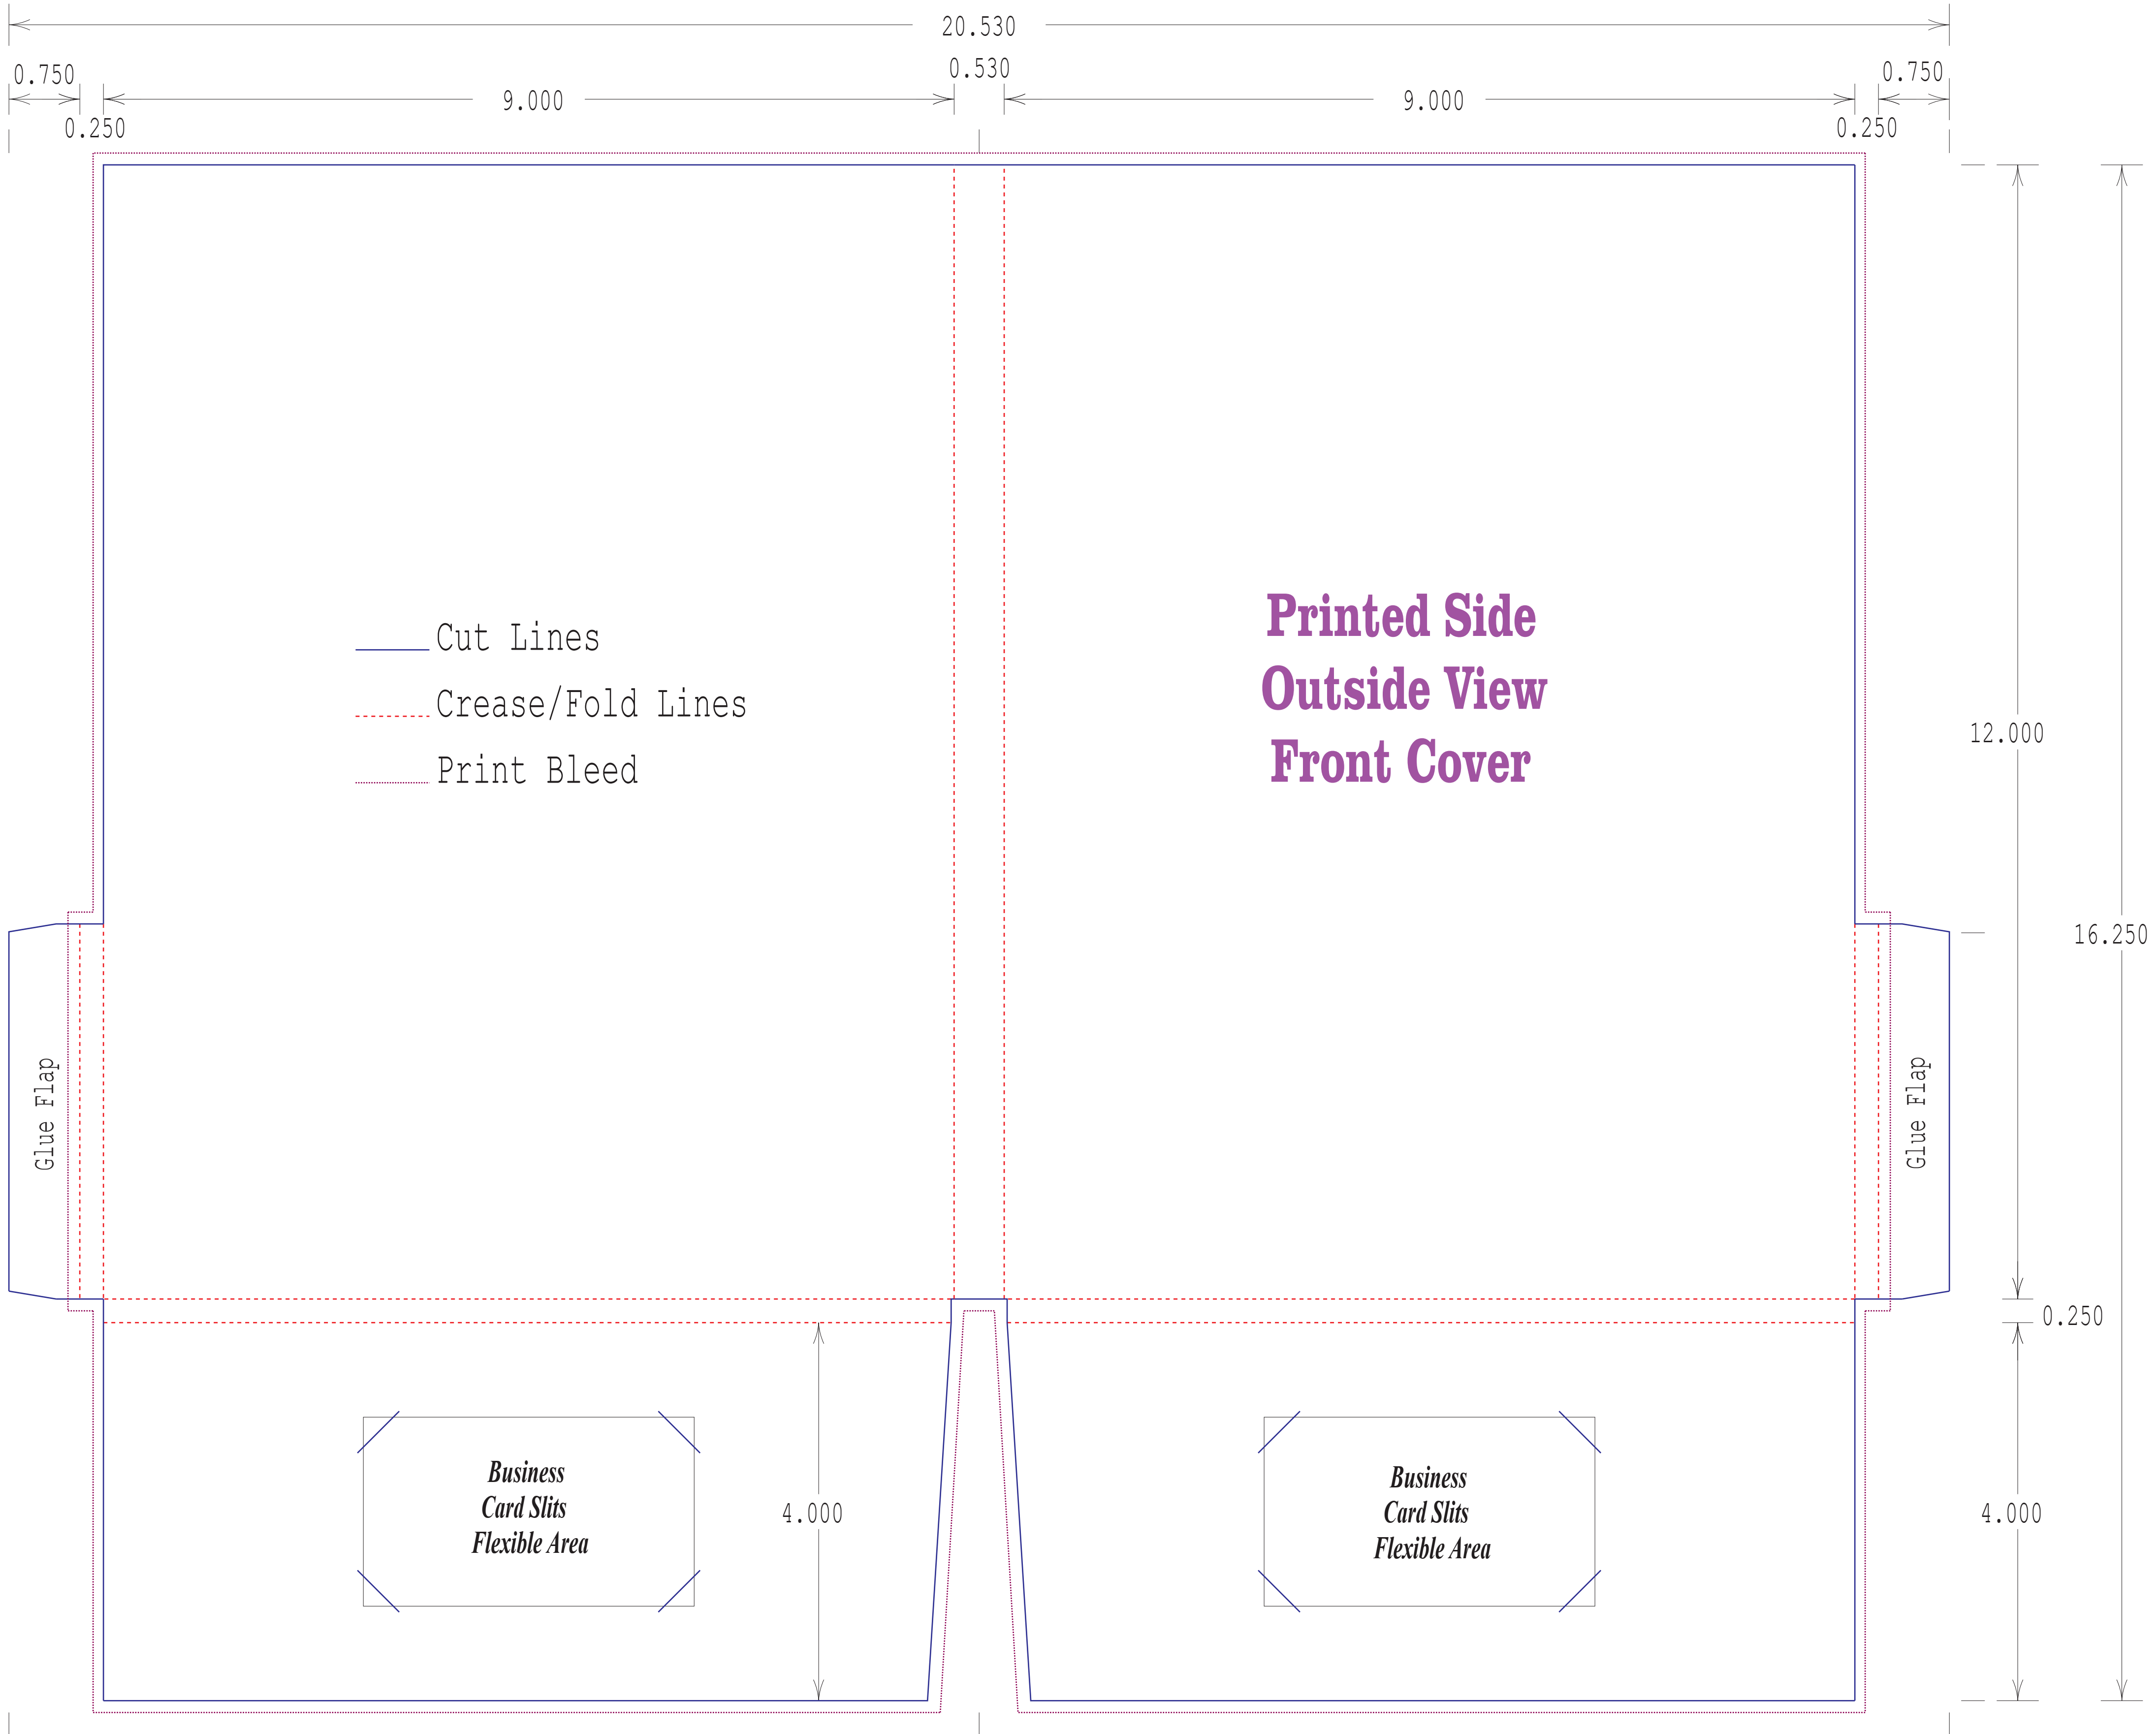 20.530
0.750
0.530
0.750
9.000
9.000
0.250
0.250
Cut Lines
Crease/Fold Lines
Print Bleed
Printed Side
Outside View
Front Cover
12.000
16.250
Glue Flap
Glue Flap
0.250
Business
Card Slits
Flexible Area
4.000
Business
Card Slits
Flexible Area
4.000